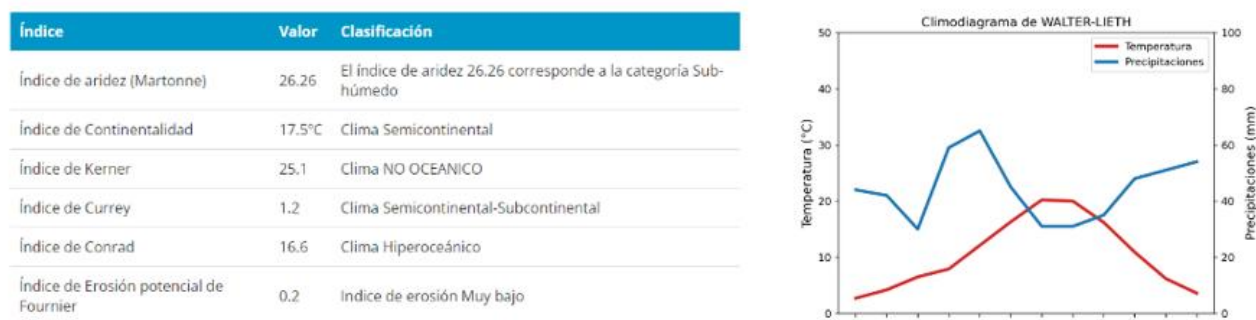 Índice Valor Clasificación
Índice de aridez (Martonne) 26.26 El índice de aridez 26.26 corresponde a la categoría Sub-
húmedo
Índice de Continentalidad 17.5°C Clima Semicontinental
Índice de Kerner 25.1 Clima NO OCEANICO
Índice de Currey 1.2 Clima Semicontinental-Subcontinental
Índice de Conrad 16.6 Clima Hiperoceánico
Índice de Erosión potencial de
Fournier 0.2 Indice de erosión Muy bajo
Climodiagrama de WALTER-LIETH
Temperatura
Precipitaciones
Temperatura (°C)
50
40
30
20
10
0
Precipitaciones (mm)
100
80
60
40
20
0